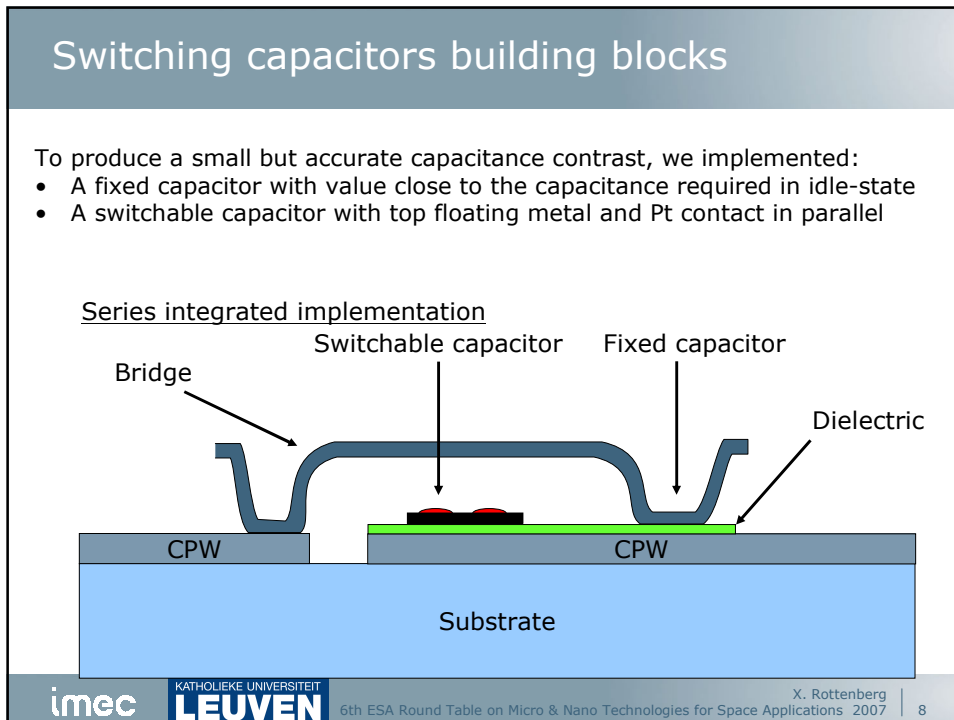 Switching capacitors building blocks
To produce a small but accurate capacitance contrast, we implemented:
• A fixed capacitor with value close to the capacitance required in idle-state
• A switchable capacitor with top floating metal and Pt contact in parallel
Series integrated implementation
Switchable capacitor
Fixed capacitor
Bridge
Dielectric
CPW
CPW
Substrate
imec
KATHOLIEKE UNIVERSITEIT
LEUVEN
X. Rottenberg
6th ESA Round Table on Micro & Nano Technologies for Space Applications 2007
8